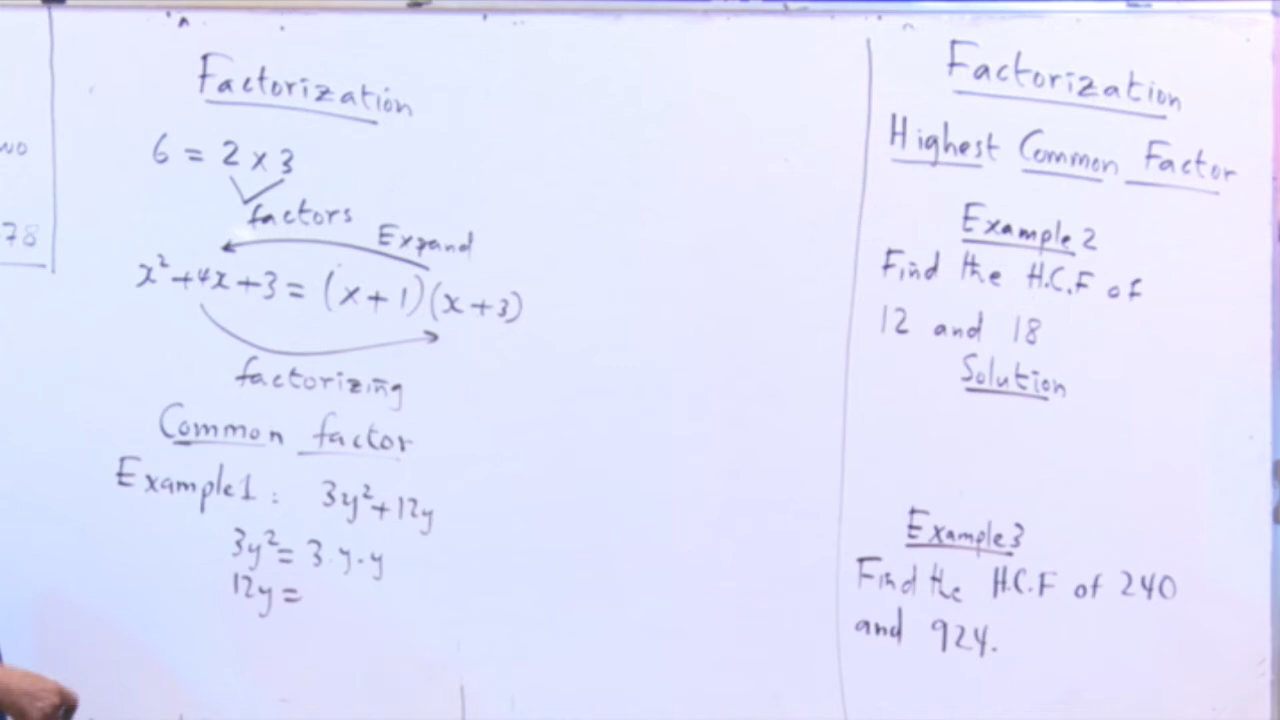 78
Factorization
6 = 2 x 3
factors
Expand
x²+4x+3 = (x+1)(x+3)
factorizing
Common factor
Example1: 3y²+12y
3y² = 3.y.y
12y =
Factorization
Highest Common Factor
Example 2
Find the H.C.F of
12 and 18
Solution
Example3
Find the H.C.F of 240
and 924.